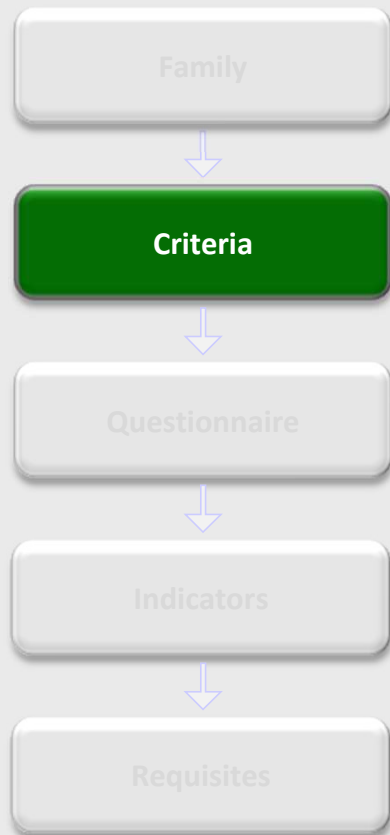 Family
Criteria
Questionnaire
Indicators
Requisites